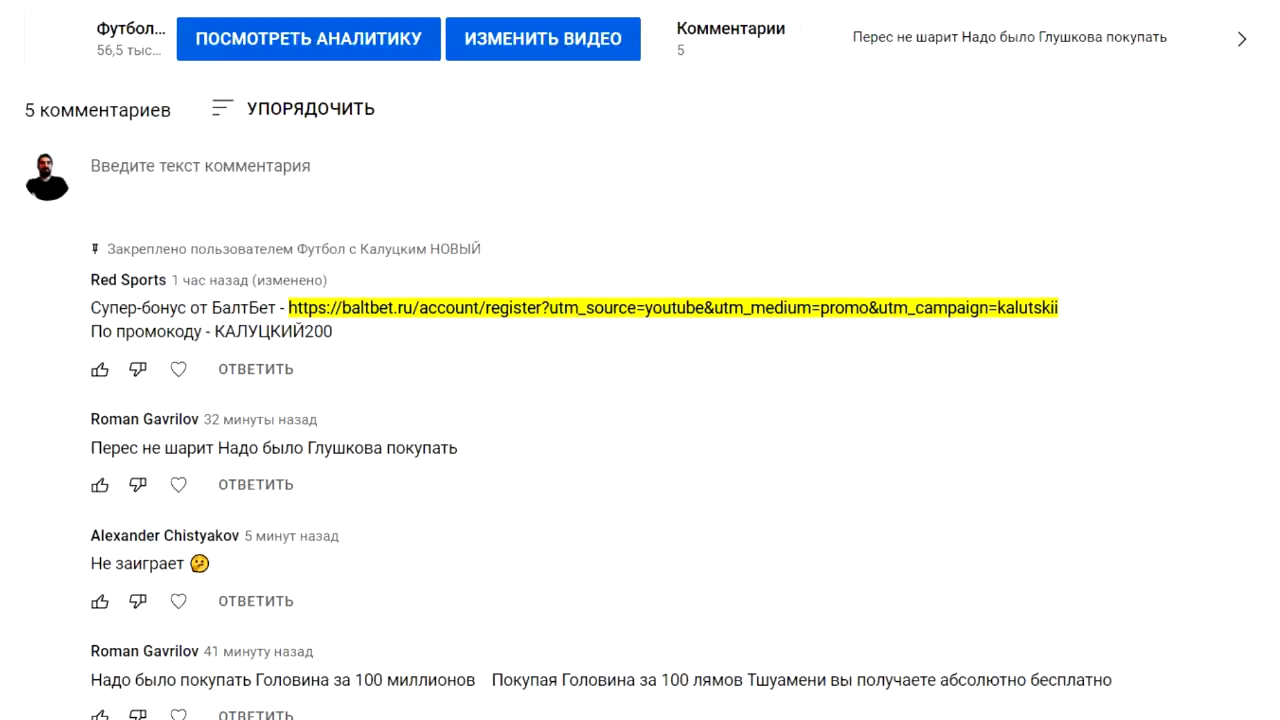 Футбол...
56,5 тыс...
ПОСМОТРЕТЬ АНАЛИТИКУ
ИЗМЕНИТЬ ВИДЕО
Комментарии
5
Перес не шарит Надо было Глушкова покупать
5 комментариев
УПОРЯДОЧИТЬ
Введите текст комментария
Закреплено пользователем Футбол с Калуцким НОВЫЙ
Red Sports 1 час назад (изменено)
Супер-бонус от БалтБет - https://baltbet.ru/account/register?utm_source=youtube&utm_medium=promo&utm_campaign=kalutskii
По промокоду - КАЛУЦКИЙ200
ОТВЕТИТЬ
Roman Gavrilov 32 минуты назад
Перес не шарит Надо было Глушкова покупать
ОТВЕТИТЬ
Alexander Chistyakov 5 минут назад
Не заиграет 🤔
ОТВЕТИТЬ
Roman Gavrilov 41 минуту назад
Надо было покупать Головина за 100 миллионов Покупая Головина за 100 лямов Тшуамени вы получаете абсолютно бесплатно
ОТВЕТИТЬ